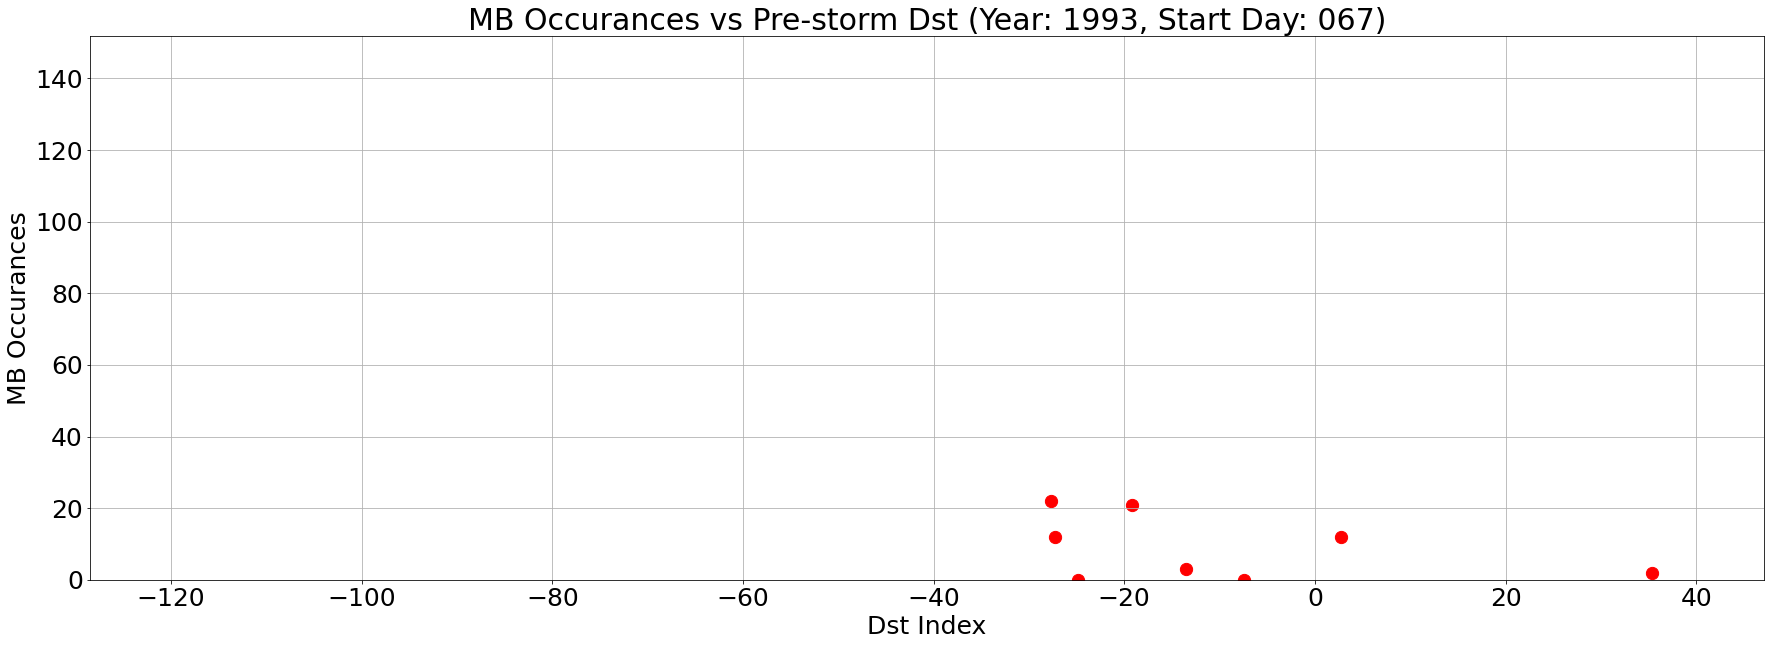 MB Occurances vs Pre-storm Dst (Year: 1993, Start Day: 067)
140
120
100
80
60
40
20
0
MB Occurances
−120 −100 −80 −60 −40 −20 0 20 40
Dst Index